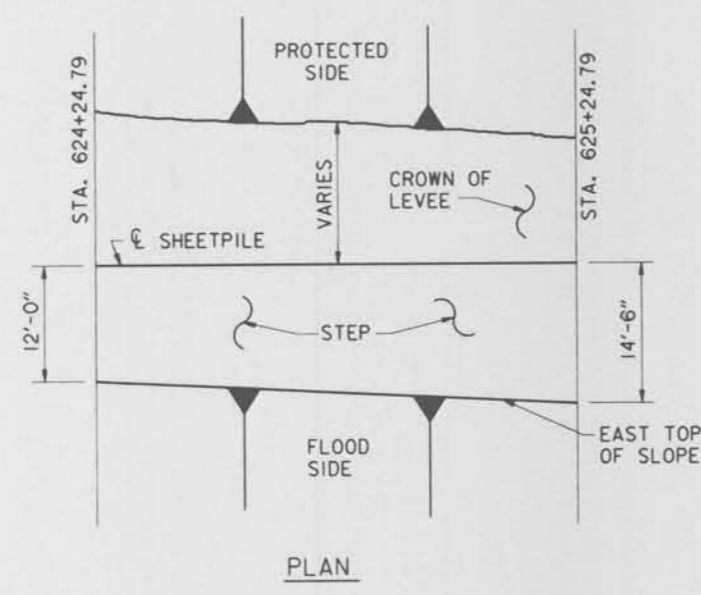 PROTECTED
SIDE
STA. 624+24.79
STA. 625+24.79
VARIES
CROWN OF
LEVEE
℄ SHEETPILE
12'-0"
STEP
14'-6"
EAST TOP
OF SLOPE
FLOOD
SIDE
PLAN